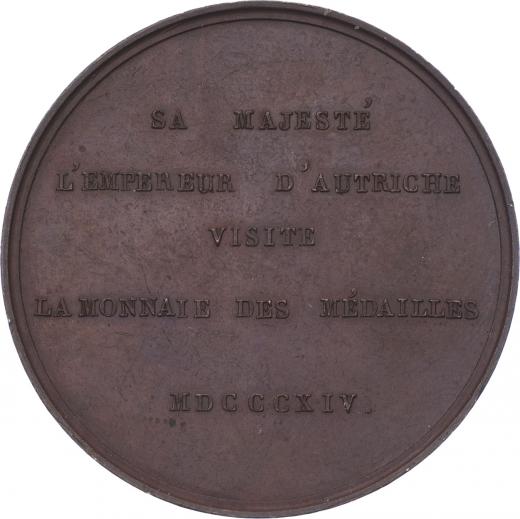 SA MAJESTÉ
L'EMPEREUR D'AUTRICHE
VISITE
LA MONNAIE DES MÉDAILLES
MDCCCXIV.